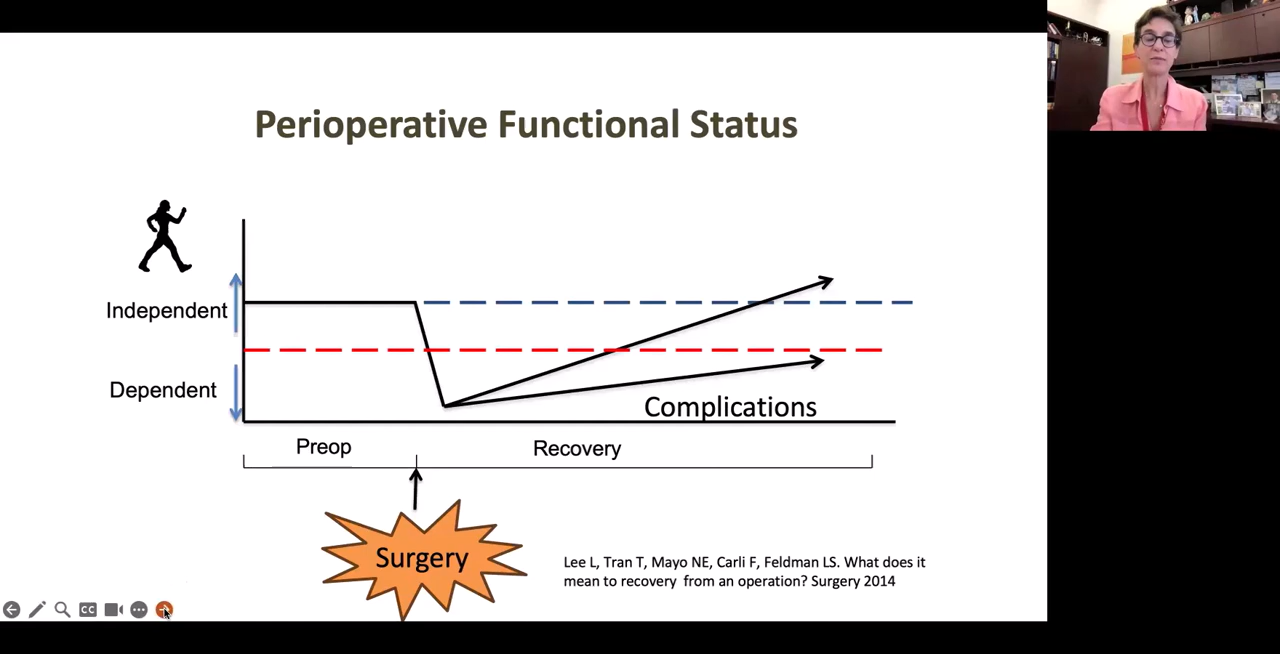 Perioperative Functional Status
Independent
Dependent
Complications
Preop
Recovery
Surgery
Lee L, Tran T, Mayo NE, Carli F, Feldman LS. What does it
mean to recovery from an operation? Surgery 2014
CC